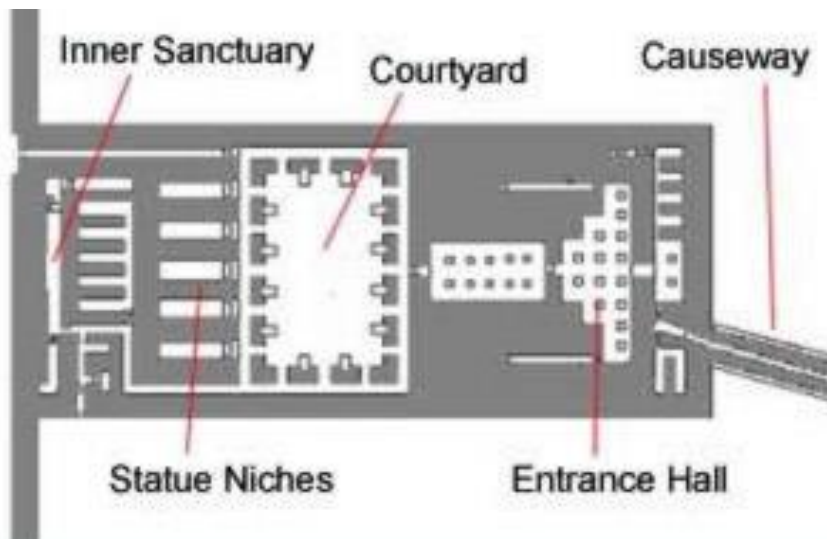 Inner Sanctuary
Courtyard
Causeway
Statue Niches
Entrance Hall